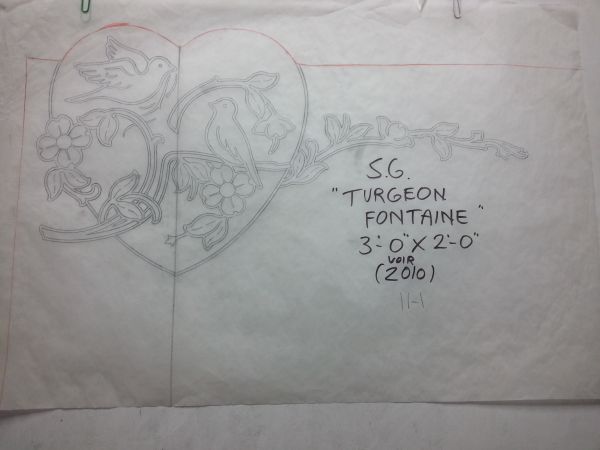 S.G.
"TURGEON
FONTAINE"
3'-0" X 2'-0"
VOIR
(2010)
11-1